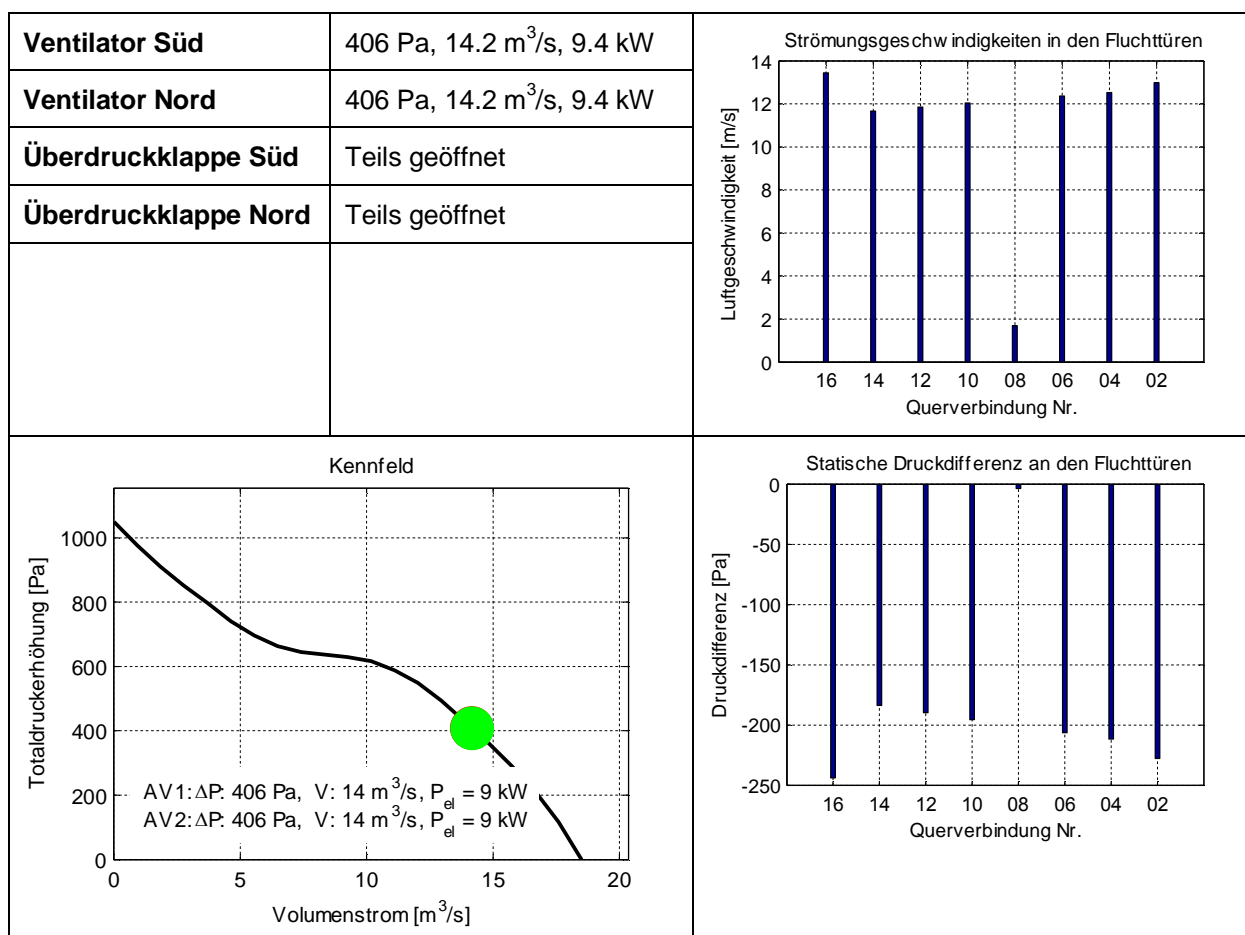 Ventilator Süd 406 Pa, 14.2 m³/s, 9.4 kW
Ventilator Nord 406 Pa, 14.2 m³/s, 9.4 kW
Überdruckklappe Süd Teils geöffnet
Überdruckklappe Nord Teils geöffnet
Strömungsgeschwindigkeiten in den Fluchttüren
Luftgeschwindigkeit [m/s]
14
12
10
8
6
4
2
0
16 14 12 10 08 06 04 02
Querverbindung Nr.
Kennfeld
Totaldruckerhöhung [Pa]
1000
800
600
400
200
0
AV1: ΔP: 406 Pa, V: 14 m³/s, P_el = 9 kW
AV2: ΔP: 406 Pa, V: 14 m³/s, P_el = 9 kW
0 5 10 15 20
Volumenstrom [m³/s]
Statische Druckdifferenz an den Fluchttüren
Druckdifferenz [Pa]
0
-50
-100
-150
-200
-250
16 14 12 10 08 06 04 02
Querverbindung Nr.